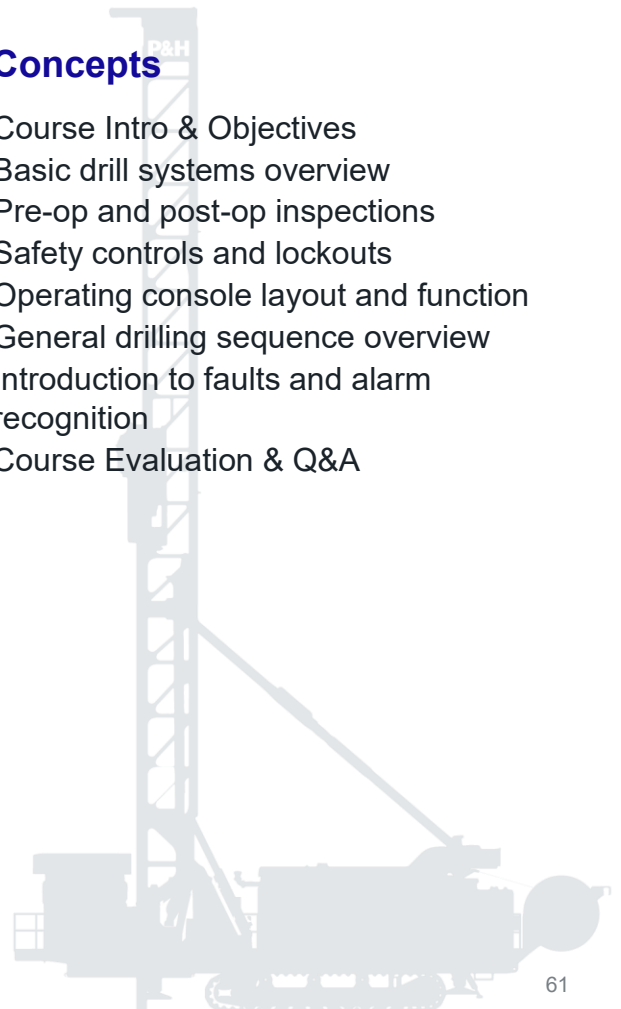 P&H
Concepts
Course Intro & Objectives
Basic drill systems overview
Pre-op and post-op inspections
Safety controls and lockouts
Operating console layout and function
General drilling sequence overview
Introduction to faults and alarm
recognition
Course Evaluation & Q&A
61